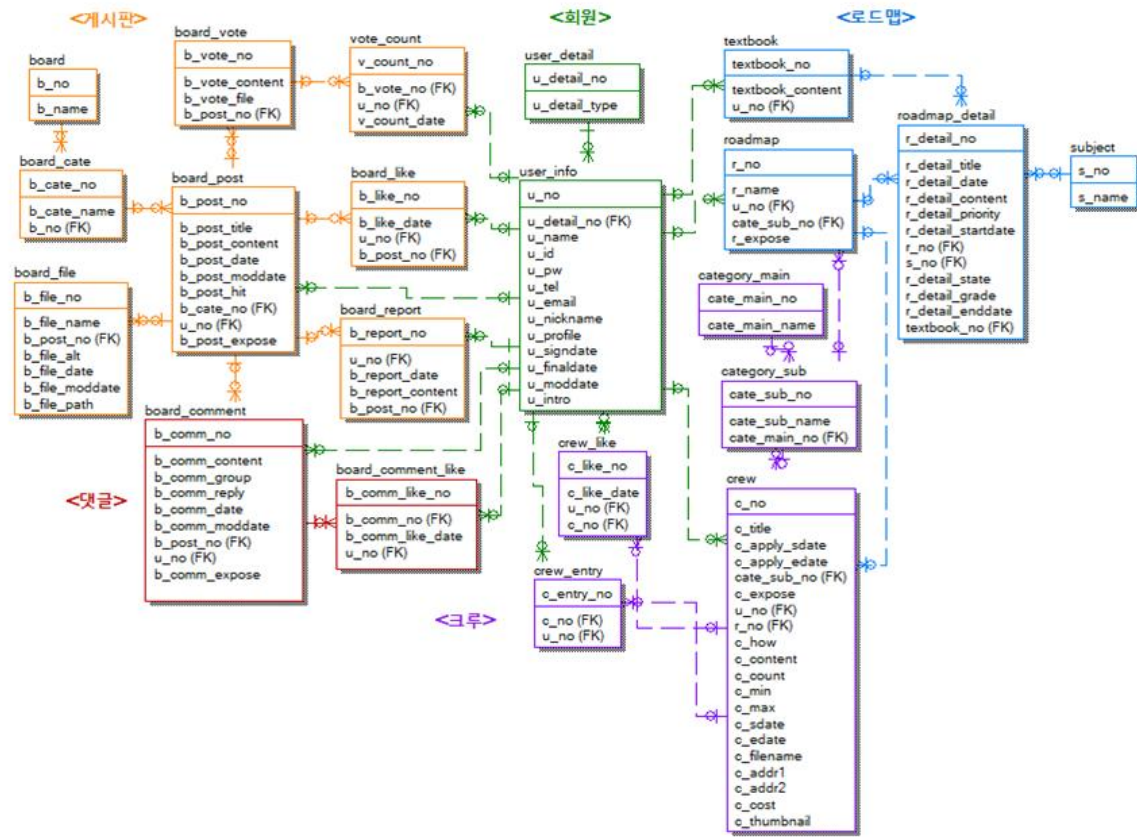 <게시판>
<회원>
<로드맵>
board
b_no
b_name
board_vote
b_vote_no
b_vote_content
b_vote_file
b_post_no (FK)
vote_count
v_count_no
b_vote_no (FK)
u_no (FK)
v_count_date
user_detail
u_detail_no
u_detail_type
textbook
textbook_no
textbook_content
u_no (FK)
roadmap_detail
r_detail_no
r_detail_title
r_detail_date
r_detail_content
r_detail_priority
r_detail_startdate
r_no (FK)
s_no (FK)
r_detail_state
r_detail_grade
r_detail_enddate
textbook_no (FK)
subject
s_no
s_name
board_cate
b_cate_no
b_cate_name
b_no (FK)
board_post
b_post_no
b_post_title
b_post_content
b_post_date
b_post_moddate
b_post_hit
b_cate_no (FK)
u_no (FK)
b_post_expose
board_like
b_like_no
b_like_date
u_no (FK)
b_post_no (FK)
user_info
u_no
u_detail_no (FK)
u_name
u_id
u_pw
u_tel
u_email
u_nickname
u_profile
u_signdate
u_finaldate
u_moddate
u_intro
roadmap
r_no
r_name
u_no (FK)
cate_sub_no (FK)
r_expose
board_file
b_file_no
b_file_name
b_post_no (FK)
b_file_alt
b_file_date
b_file_moddate
b_file_path
board_report
b_report_no
u_no (FK)
b_report_date
b_report_content
b_post_no (FK)
category_main
cate_main_no
cate_main_name
category_sub
cate_sub_no
cate_sub_name
cate_main_no (FK)
board_comment
b_comm_no
b_comm_content
b_comm_group
b_comm_reply
b_comm_date
b_comm_moddate
b_post_no (FK)
u_no (FK)
b_comm_expose
<댓글>
board_comment_like
b_comm_like_no
b_comm_no (FK)
b_comm_like_date
u_no (FK)
crew_like
c_like_no
c_like_date
u_no (FK)
c_no (FK)
crew_entry
c_entry_no
c_no (FK)
u_no (FK)
<크루>
crew
c_no
c_title
c_apply_sdate
c_apply_edate
cate_sub_no (FK)
c_expose
u_no (FK)
r_no (FK)
c_how
c_content
c_count
c_min
c_max
c_sdate
c_edate
c_filename
c_addr1
c_addr2
c_cost
c_thumbnail